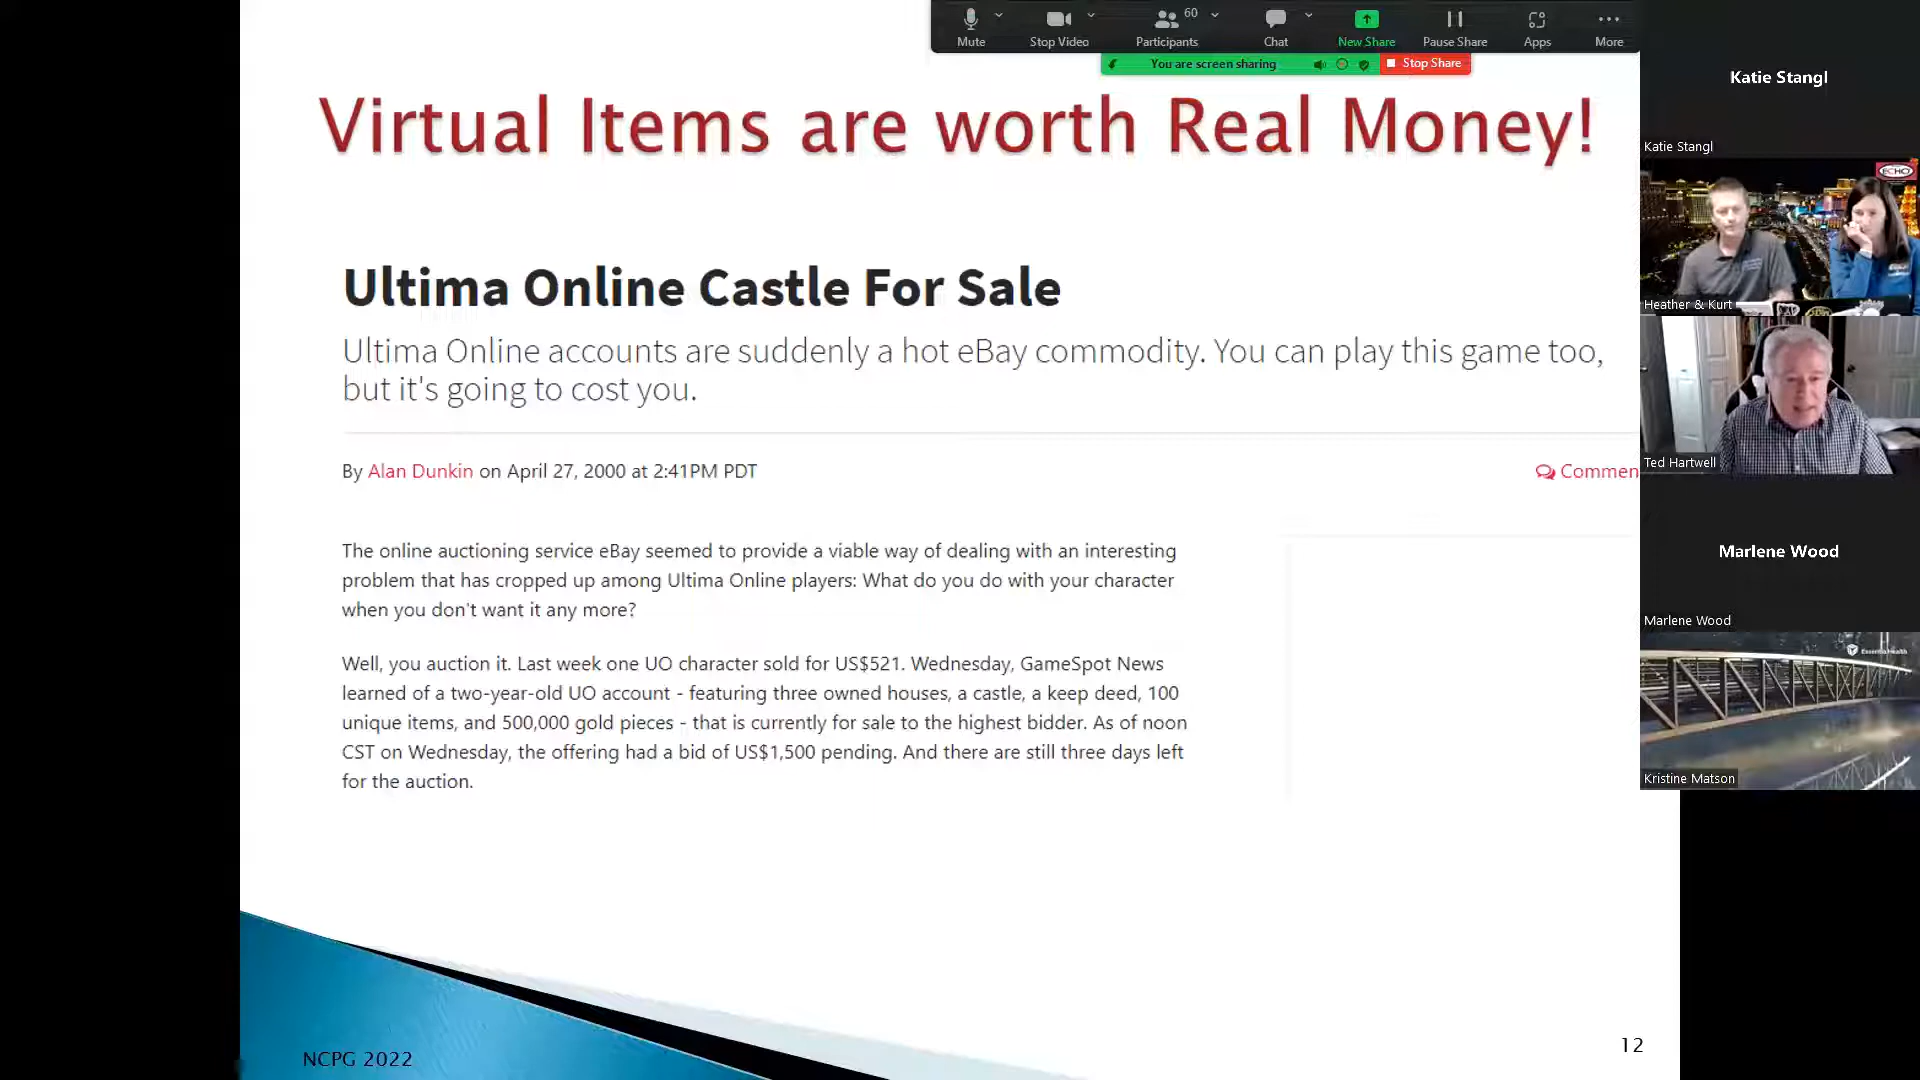 Mute
Stop Video
60
Participants
Chat
New Share
Pause Share
Apps
More
You are screen sharing
Stop Share
Virtual Items are worth Real Money!
Ultima Online Castle For Sale
Ultima Online accounts are suddenly a hot eBay commodity. You can play this game too,
but it's going to cost you.
By Alan Dunkin on April 27, 2000 at 2:41PM PDT
Commen
The online auctioning service eBay seemed to provide a viable way of dealing with an interesting
problem that has cropped up among Ultima Online players: What do you do with your character
when you don't want it any more?
Well, you auction it. Last week one UO character sold for US$521. Wednesday, GameSpot News
learned of a two-year-old UO account - featuring three owned houses, a castle, a keep deed, 100
unique items, and 500,000 gold pieces - that is currently for sale to the highest bidder. As of noon
CST on Wednesday, the offering had a bid of US$1,500 pending. And there are still three days left
for the auction.
NCPG 2022
12
Katie Stangl
Katie Stangl
ECHO
Heather & Kurt
Ted Hartwell
Marlene Wood
Marlene Wood
Essentia Health
Kristine Matson